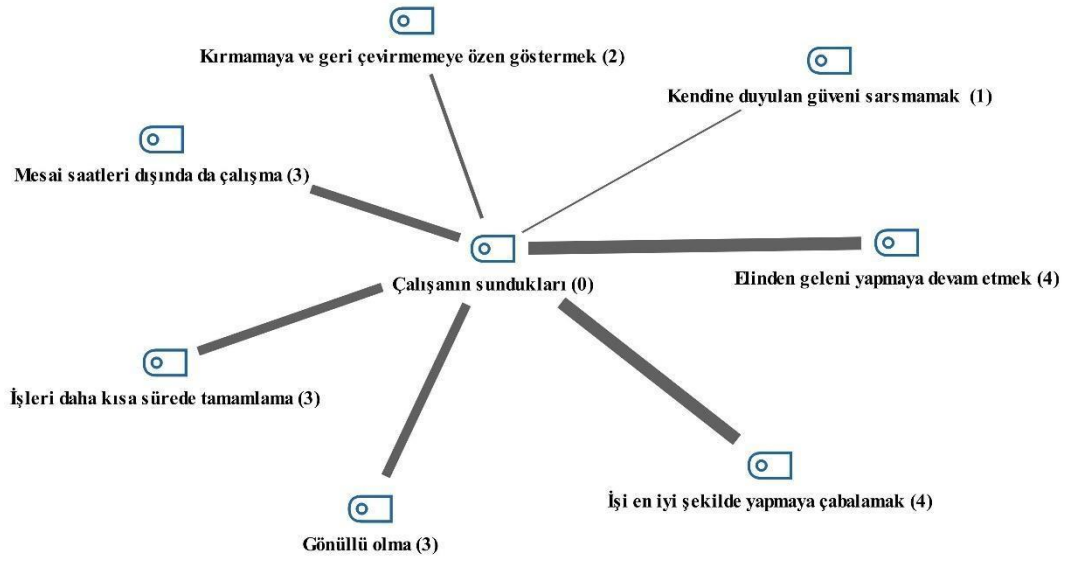 Kırmamaya ve geri çevirmemeye özen göstermek (2)
Kendine duyulan güveni sarsmamak (1)
Mesai saatleri dışında da çalışma (3)
Elinden geleni yapmaya devam etmek (4)
Çalışanın sundukları (0)
İşleri daha kısa sürede tamamlama (3)
İşi en iyi şekilde yapmaya çabalamak (4)
Gönüllü olma (3)